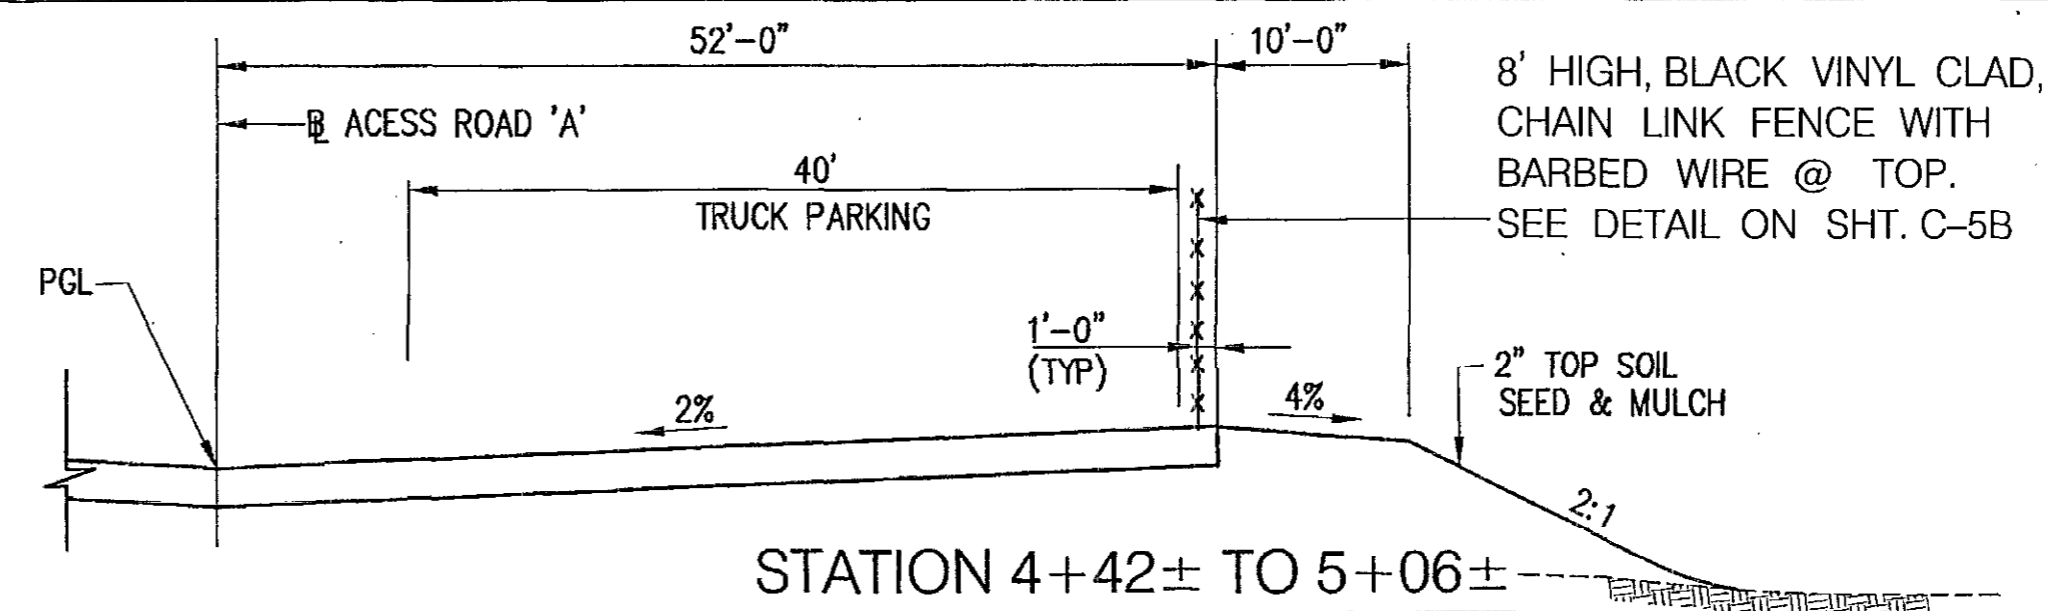 52'-0"
10'-0"
8' HIGH, BLACK VINYL CLAD,
CHAIN LINK FENCE WITH
BARBED WIRE @ TOP.
SEE DETAIL ON SHT. C-5B
BL ACESS ROAD 'A'
40'
TRUCK PARKING
PGL
1'-0"
(TYP)
2" TOP SOIL
SEED & MULCH
2%
4%
2:1
STATION 4+42± TO 5+06±